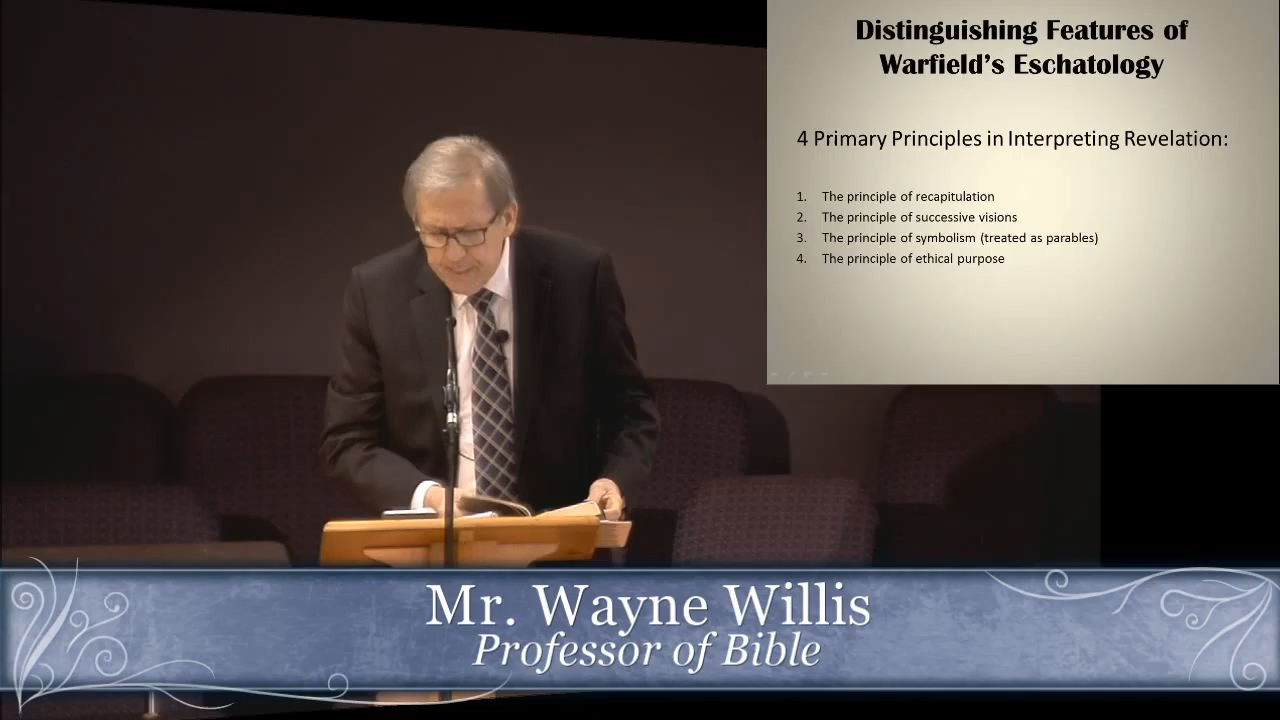 Distinguishing Features of
Warfield's Eschatology
4 Primary Principles in Interpreting Revelation:
1. The principle of recapitulation
2. The principle of successive visions
3. The principle of symbolism (treated as parables)
4. The principle of ethical purpose
Mr. Wayne Willis
Professor of Bible